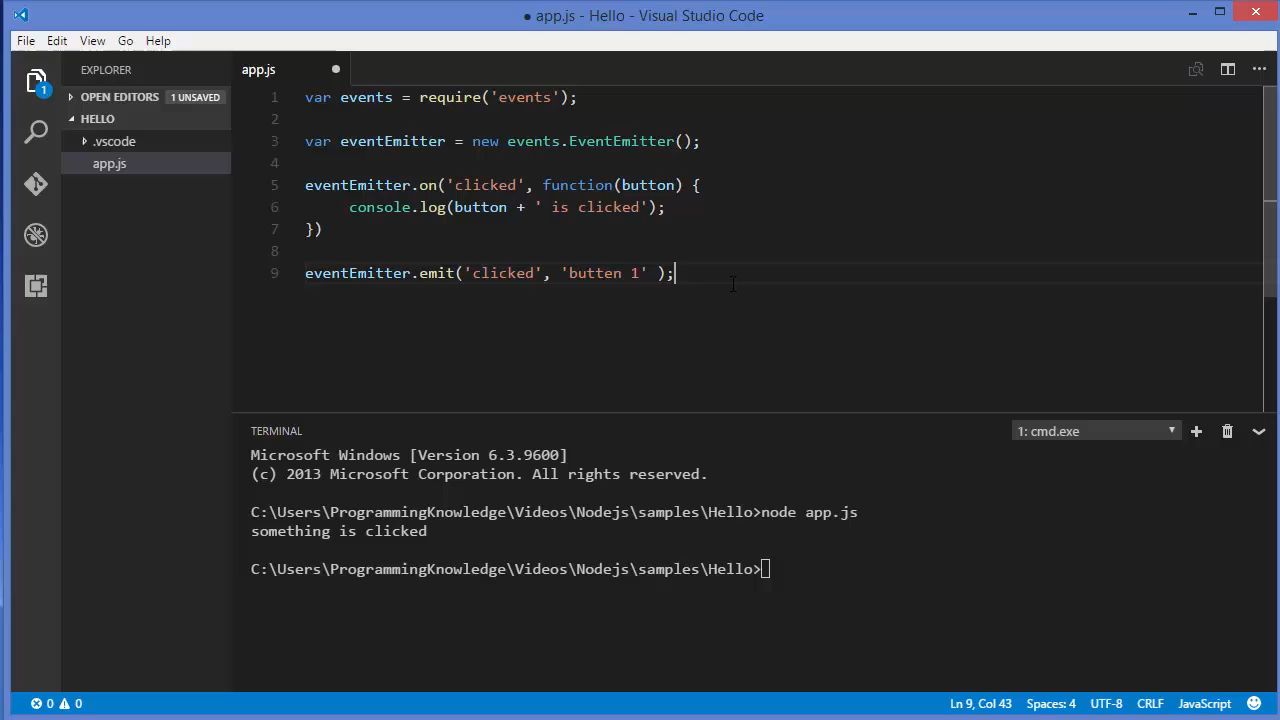 ● app.js - Hello - Visual Studio Code
File Edit View Go Help
EXPLORER
OPEN EDITORS 1 UNSAVED
HELLO
.vscode
app.js
1
app.js
1 var events = require('events');
2
3 var eventEmitter = new events.EventEmitter();
4
5 eventEmitter.on('clicked', function(button) {
6 console.log(button + ' is clicked');
7 })
8
9 eventEmitter.emit('clicked', 'butten 1' );
TERMINAL
1: cmd.exe
Microsoft Windows [Version 6.3.9600]
(c) 2013 Microsoft Corporation. All rights reserved.
C:\Users\ProgrammingKnowledge\Videos\Nodejs\samples\Hello>node app.js
something is clicked
C:\Users\ProgrammingKnowledge\Videos\Nodejs\samples\Hello>
0 0 Ln 9, Col 43 Spaces: 4 UTF-8 CRLF JavaScript